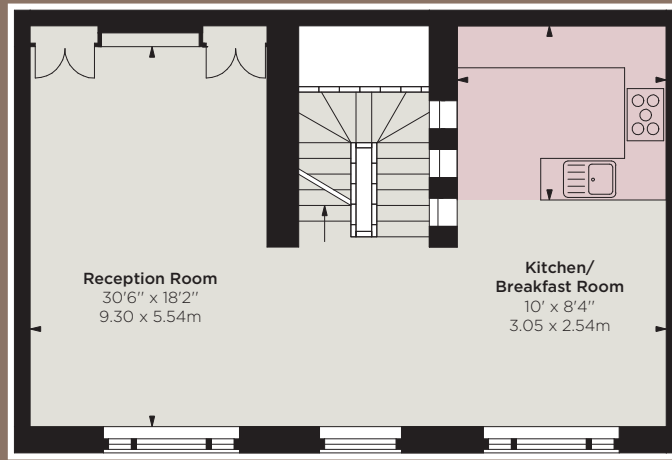 Reception Room
30'6" x 18'2"
9.30 x 5.54m
Kitchen/
Breakfast Room
10' x 8'4"
3.05 x 2.54m